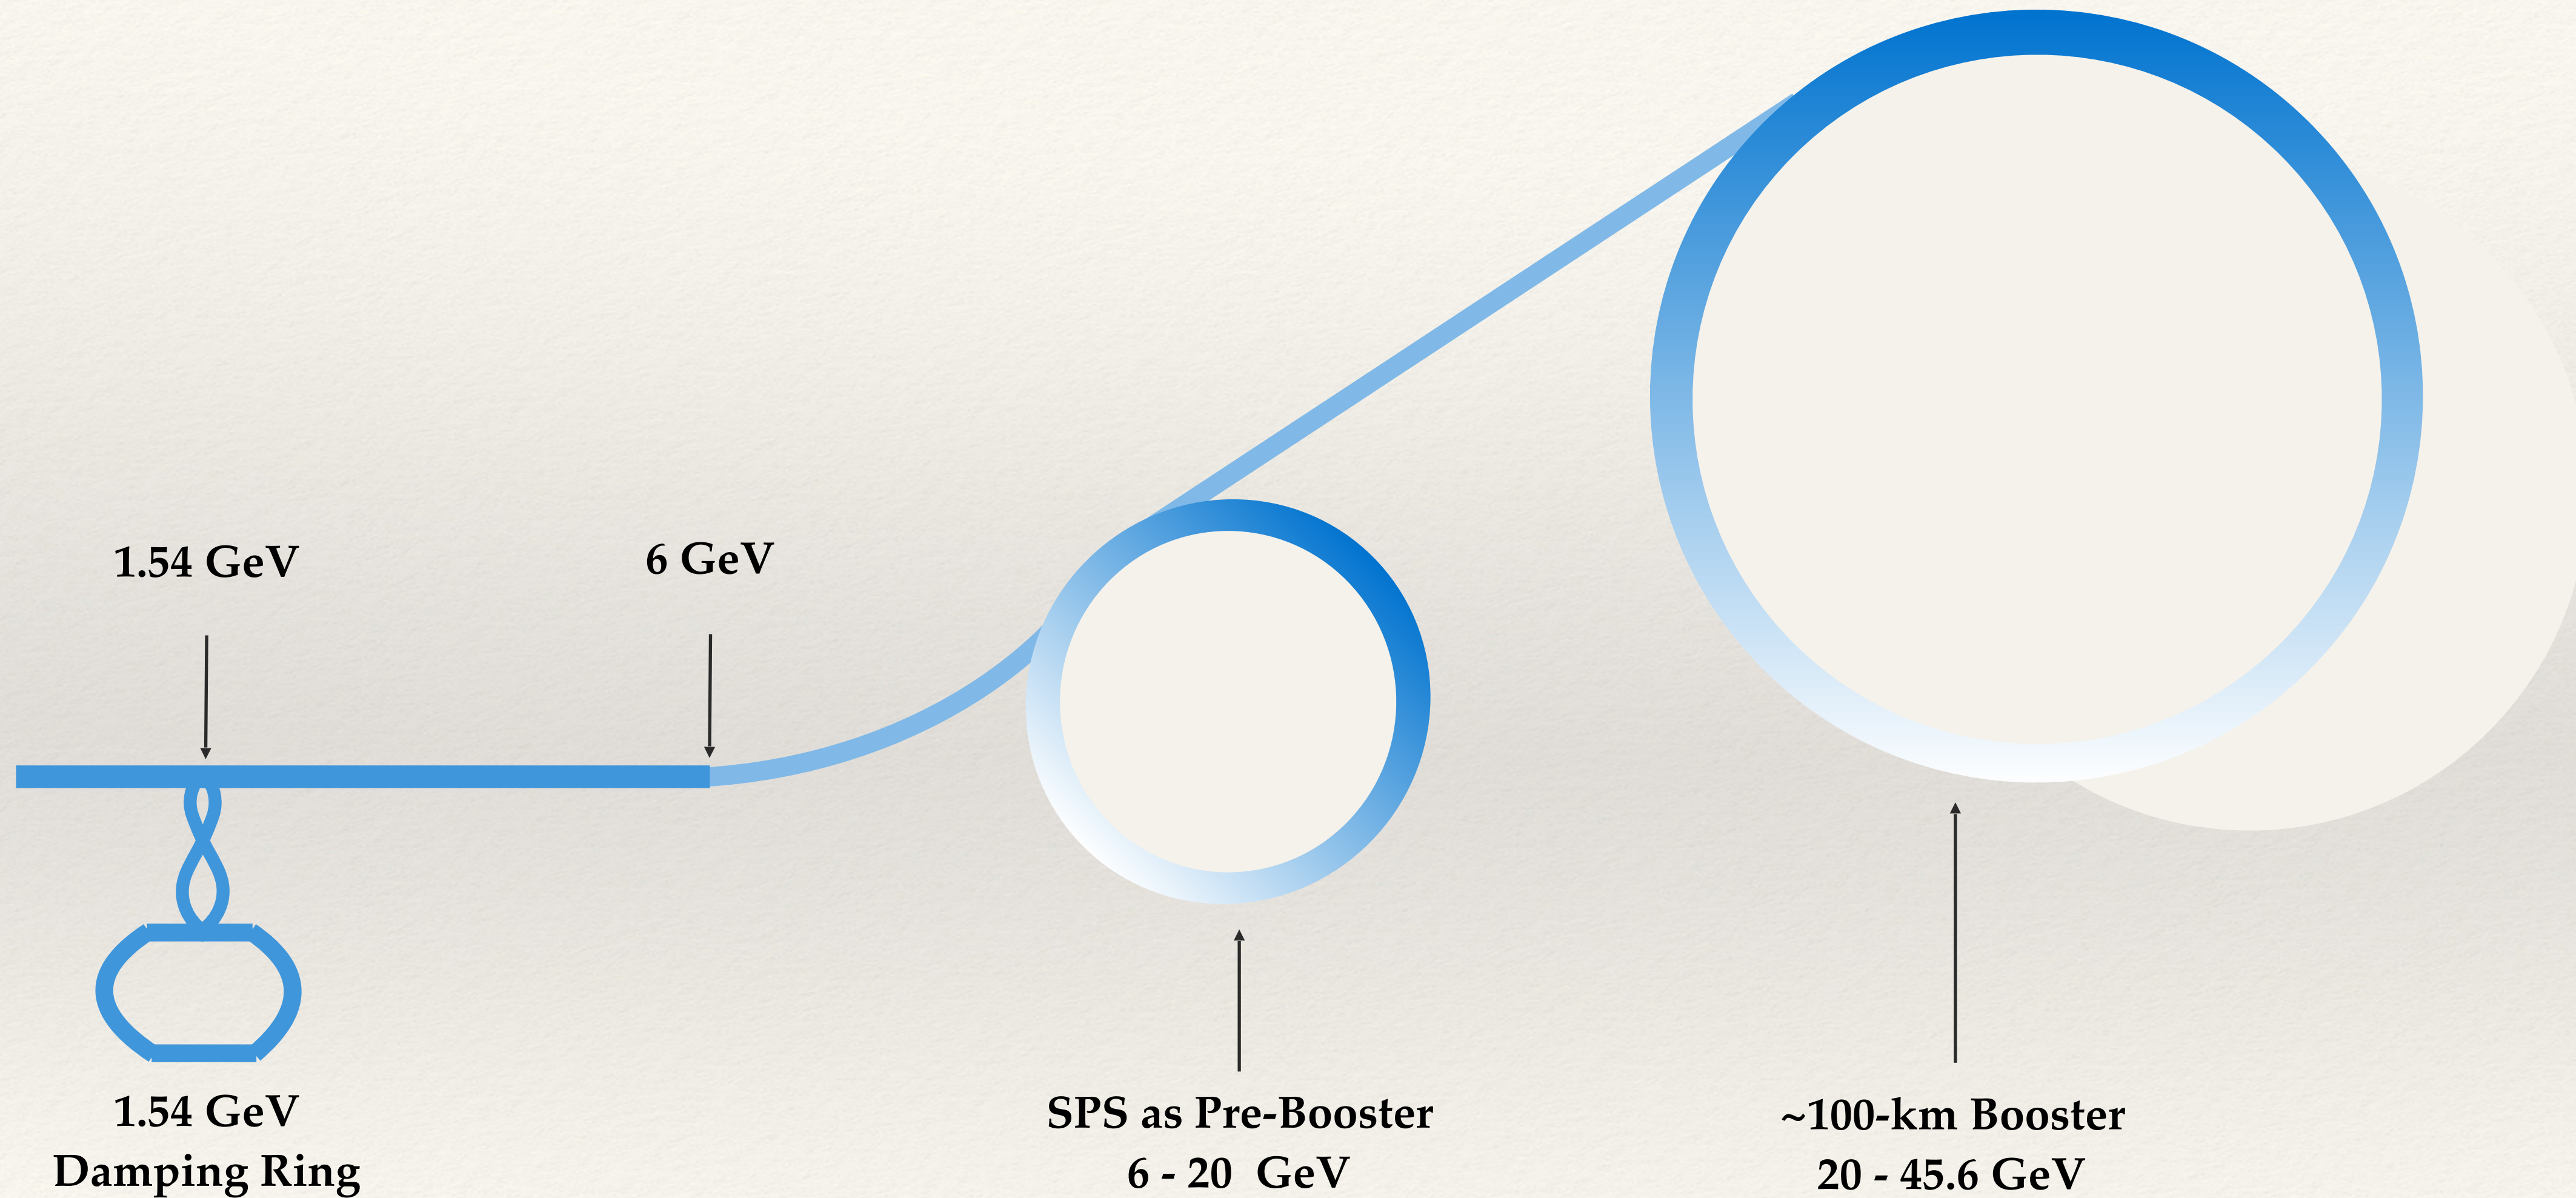 1.54 GeV
6 GeV
1.54 GeV
Damping Ring
SPS as Pre-Booster
6 - 20 GeV
~100-km Booster
20 - 45.6 GeV